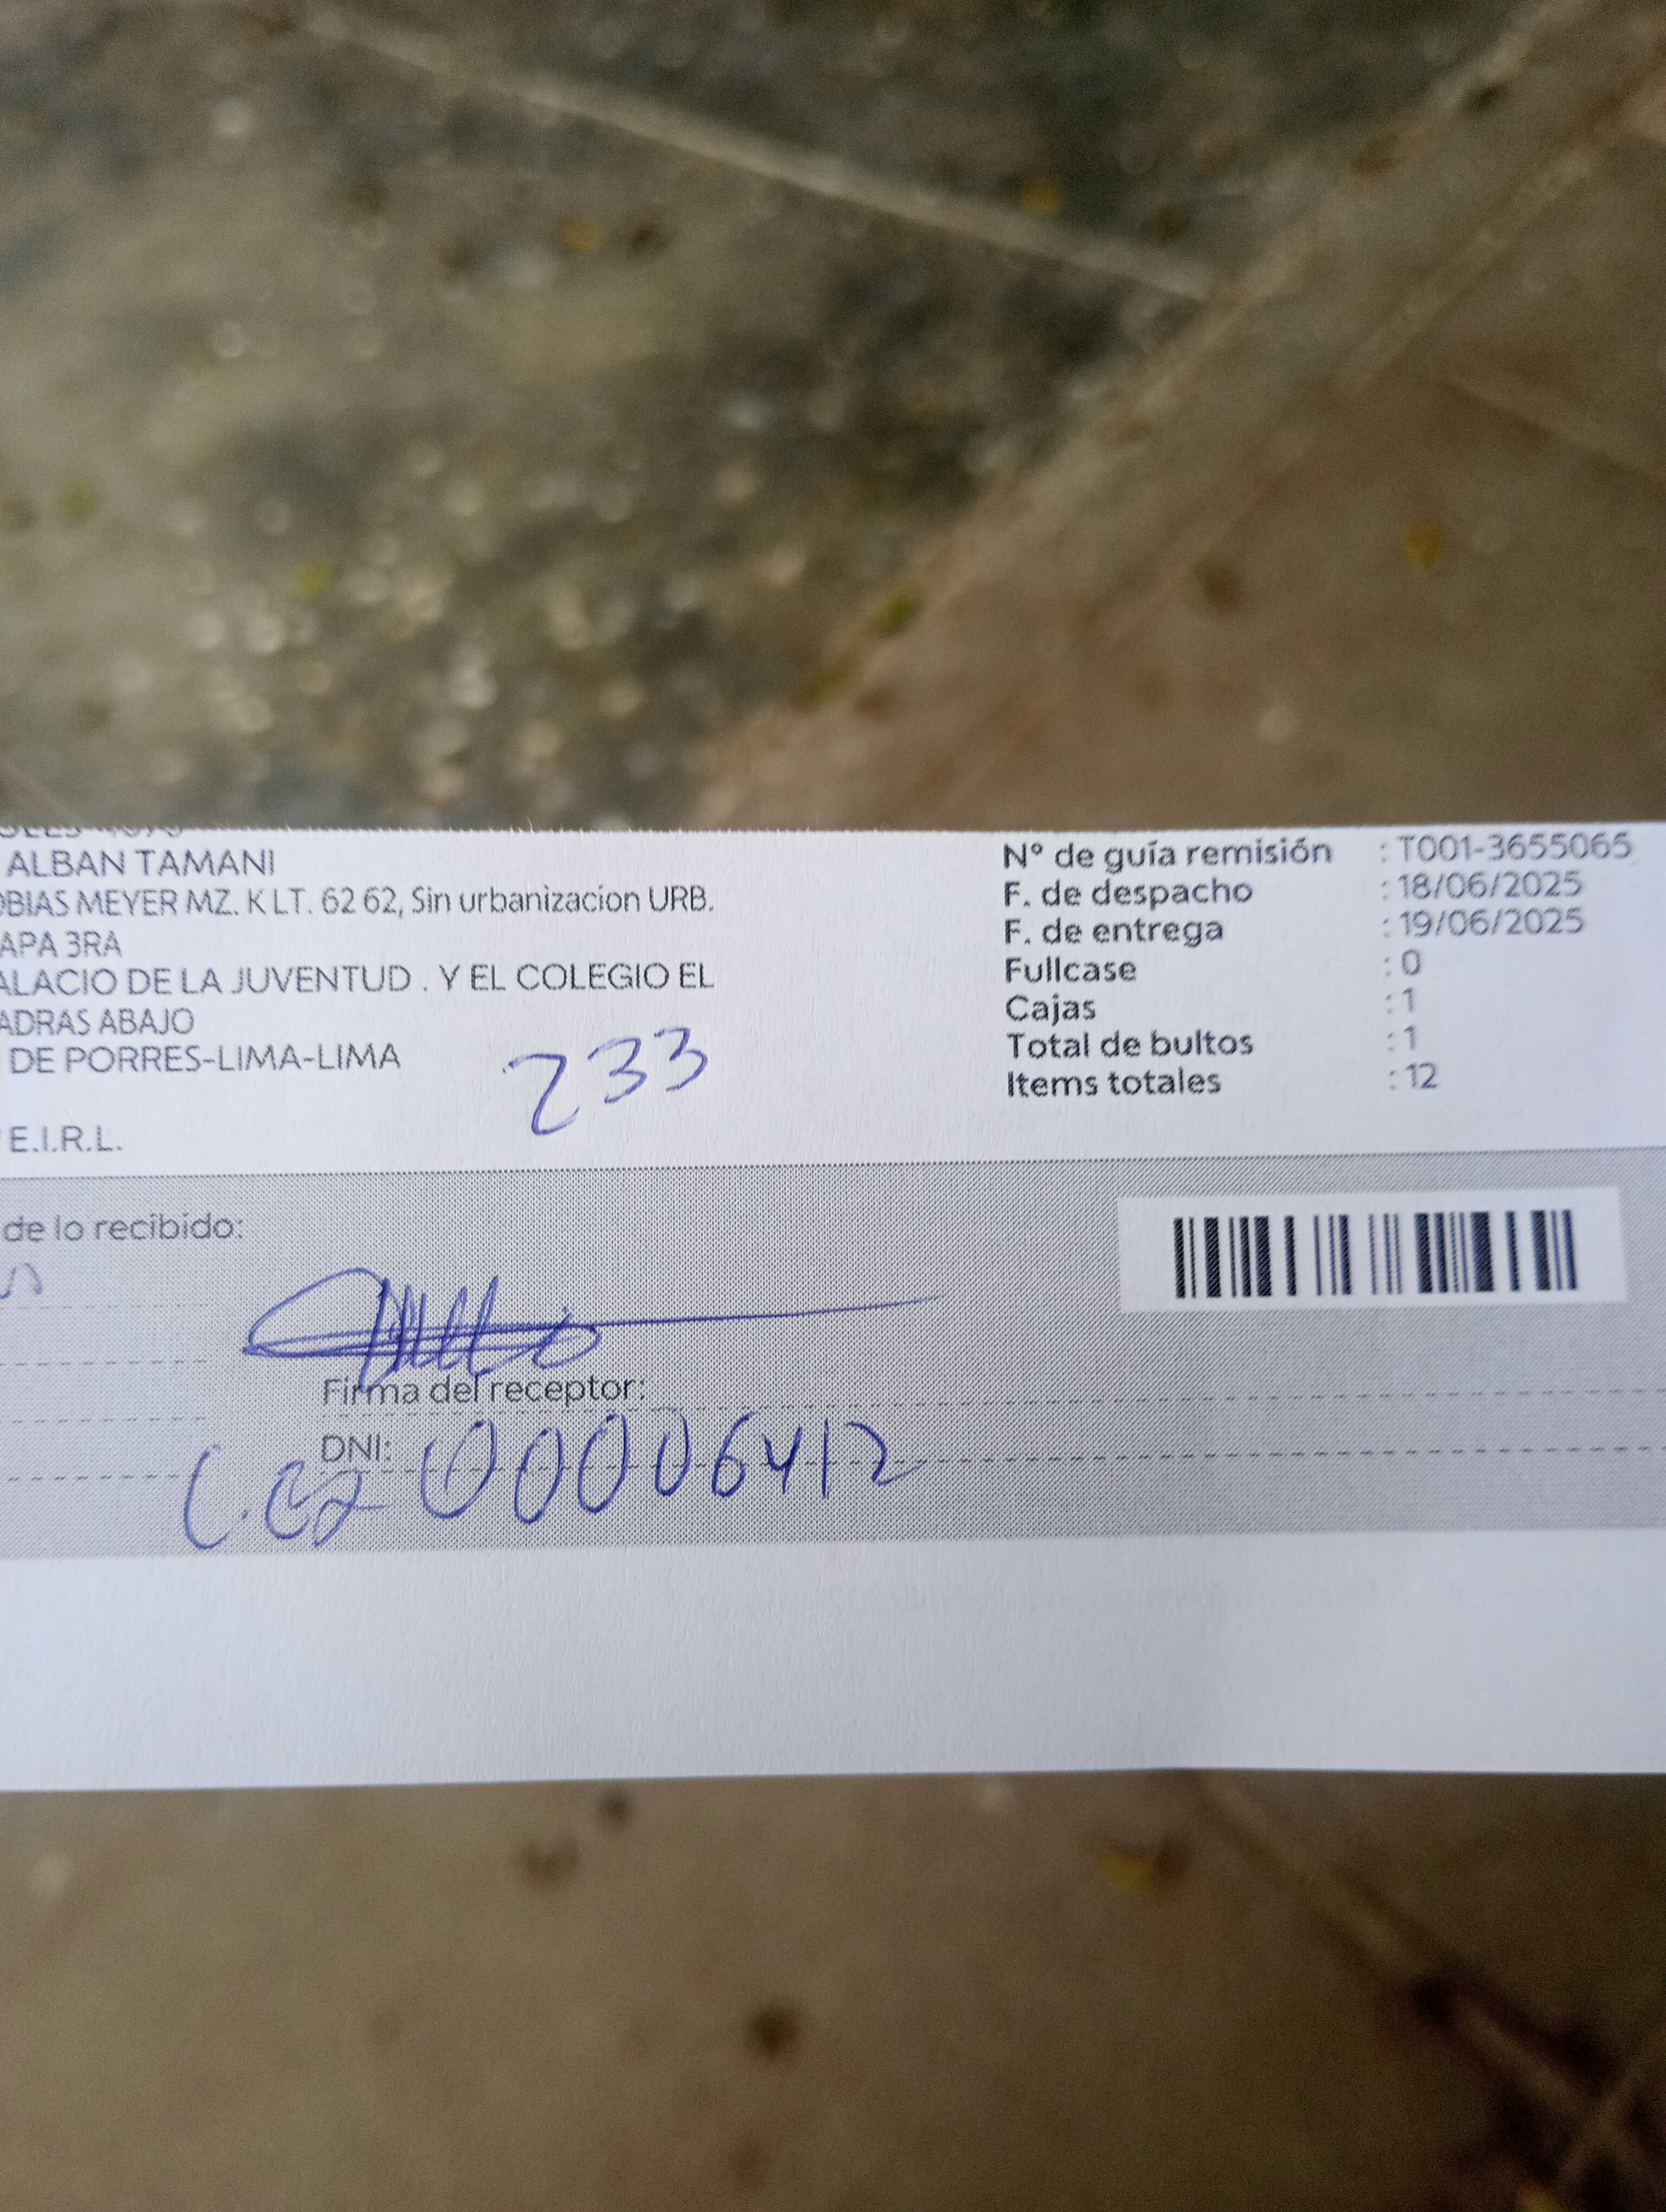 ALBAN TAMANI
OBIAS MEYER MZ. K LT. 62 62, Sin urbanizacion URB.
APA 3RA
ALACIO DE LA JUVENTUD . Y EL COLEGIO EL
ADRAS ABAJO
DE PORRES-LIMA-LIMA
233
E.I.R.L.
N° de guía remisión : T001-3655065
F. de despacho : 18/06/2025
F. de entrega : 19/06/2025
Fullcase : 0
Cajas : 1
Total de bultos : 1
Items totales : 12
de lo recibido:
Firma del receptor:
DNI: 00006412